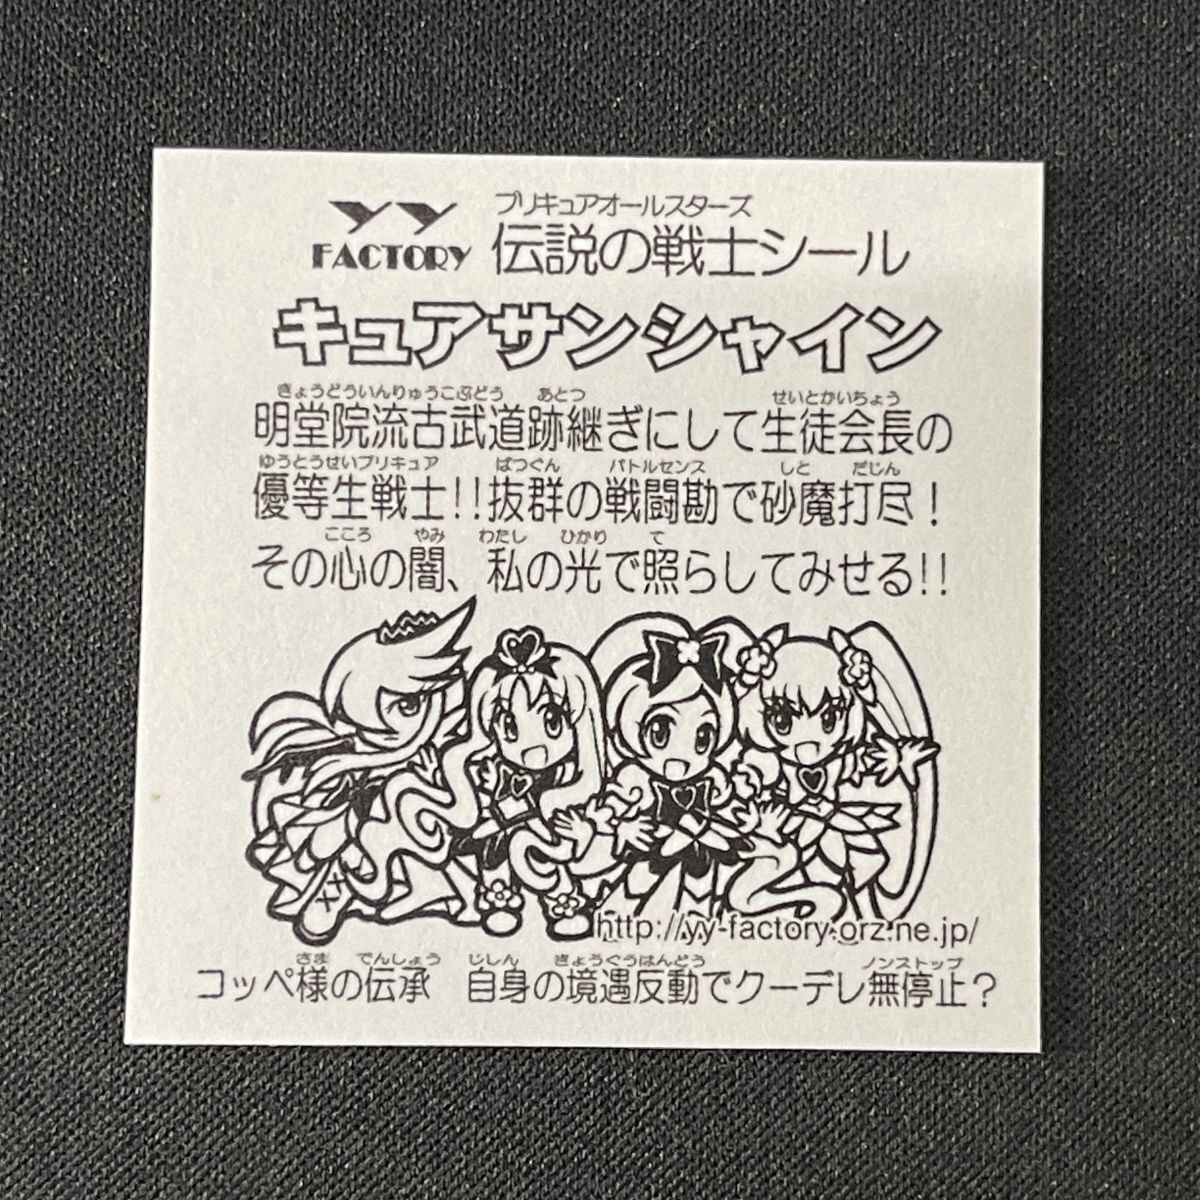 YY FACTORY
プリキュアオールスターズ
伝説の戦士シール
キュアサンシャイン
きょうどういんりゅうこぶどう あとつ せいとかいちょう
明堂院流古武道跡継ぎにして生徒会長の
ゆうとうせいプリキュア ばつぐん バトルセンス しと だじん
優等生戦士!!抜群の戦闘勘で砂魔打尽!
こころ やみ わたし ひかり て
その心の闇、私の光で照らしてみせる!!
http://yy-factory.orz.ne.jp/
さま でんしょう じしん きょうぐうはんどう ノンストップ
コッペ様の伝承 自身の境遇反動でクーデレ無停止?